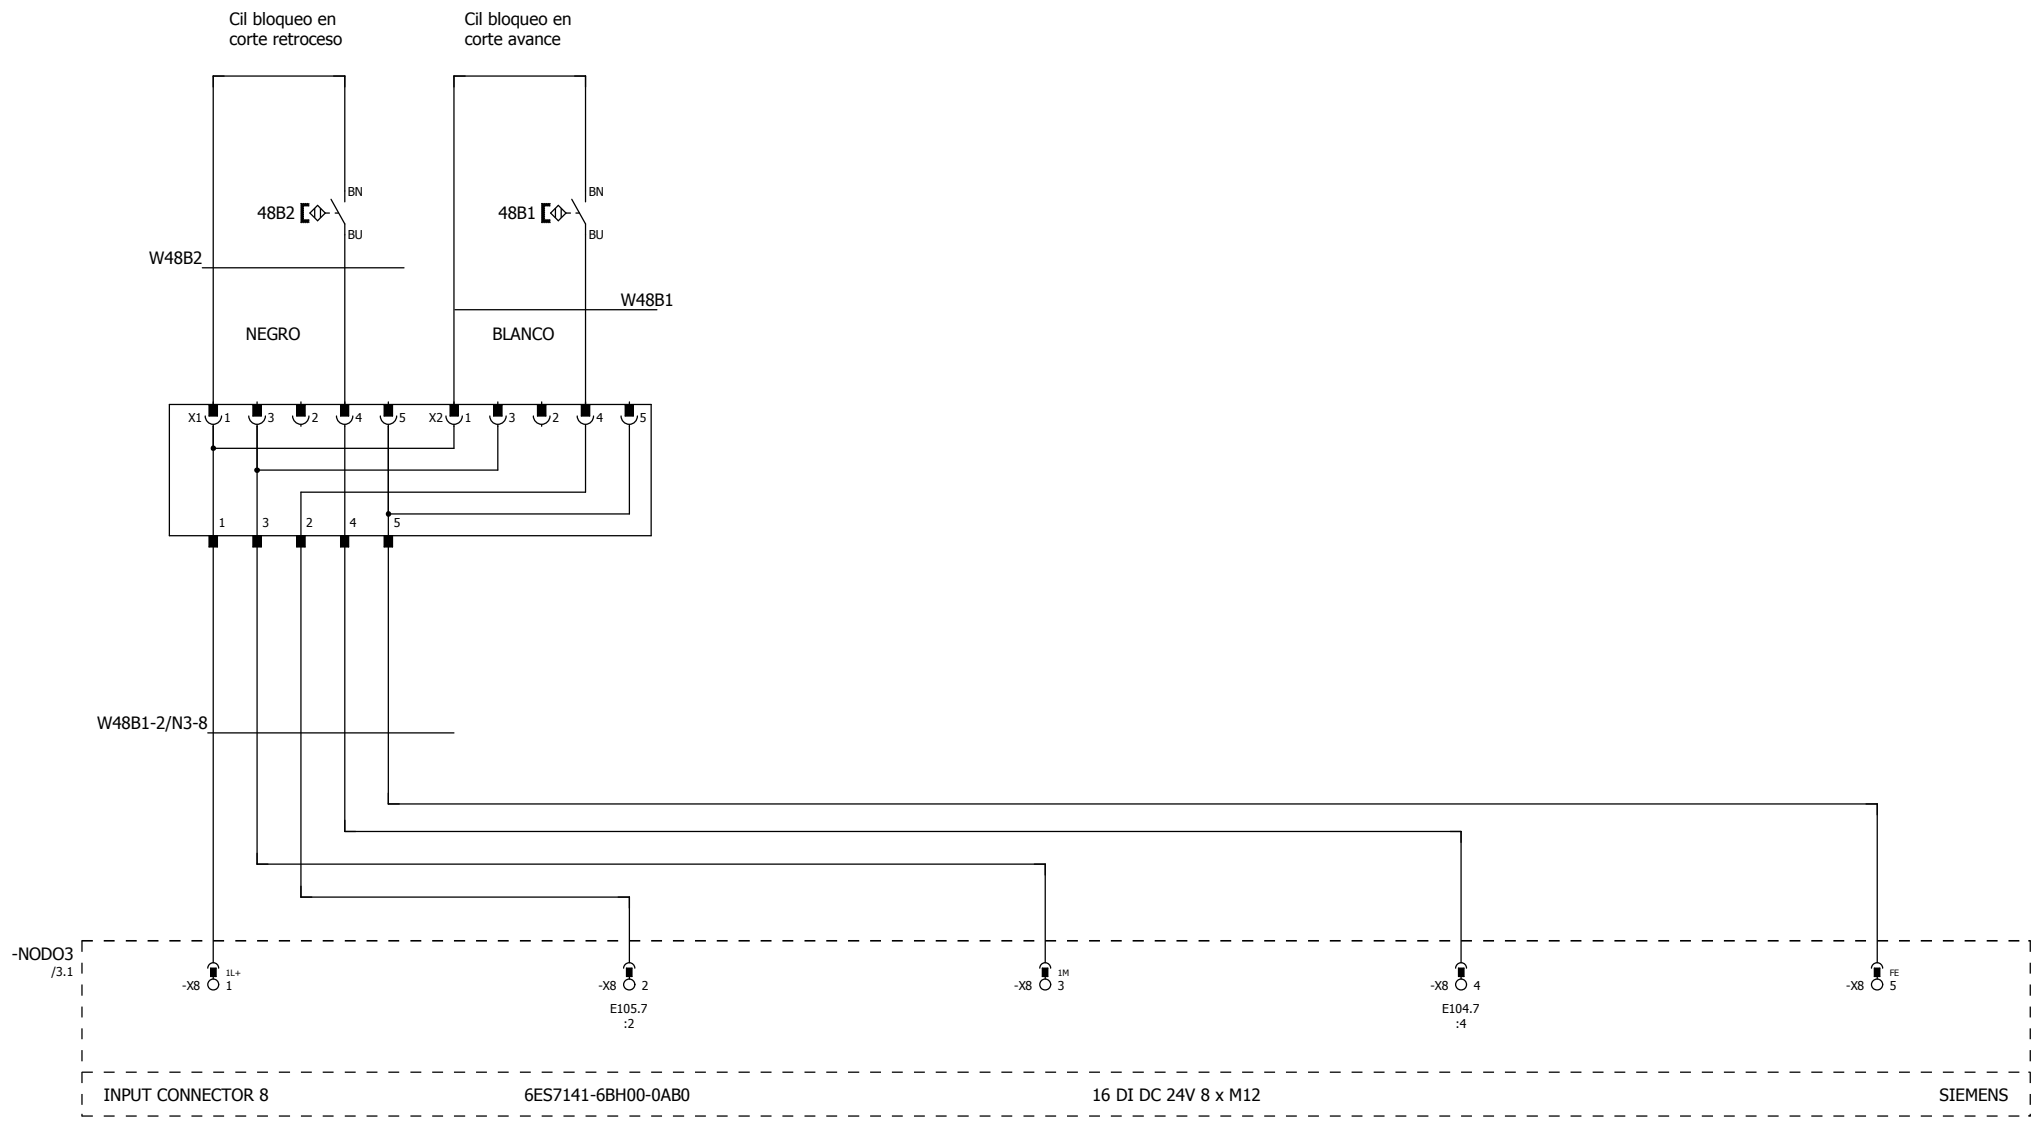 Cil bloqueo en
corte retroceso
Cil bloqueo en
corte avance
BN
BN
48B2
48B1
BU
BU
W48B2
W48B1
NEGRO
BLANCO
X1 1 3 2 4 5 X2 1 3 2 4 5
1 3 2 4 5
W48B1-2/N3-8
-NODO3
/3.1
1L+ 1M FE
-X8 1 -X8 2 -X8 3 -X8 4 -X8 5
E105.7 E104.7
:2 :4
INPUT CONNECTOR 8 6ES7141-6BH00-0AB0 16 DI DC 24V 8 x M12 SIEMENS